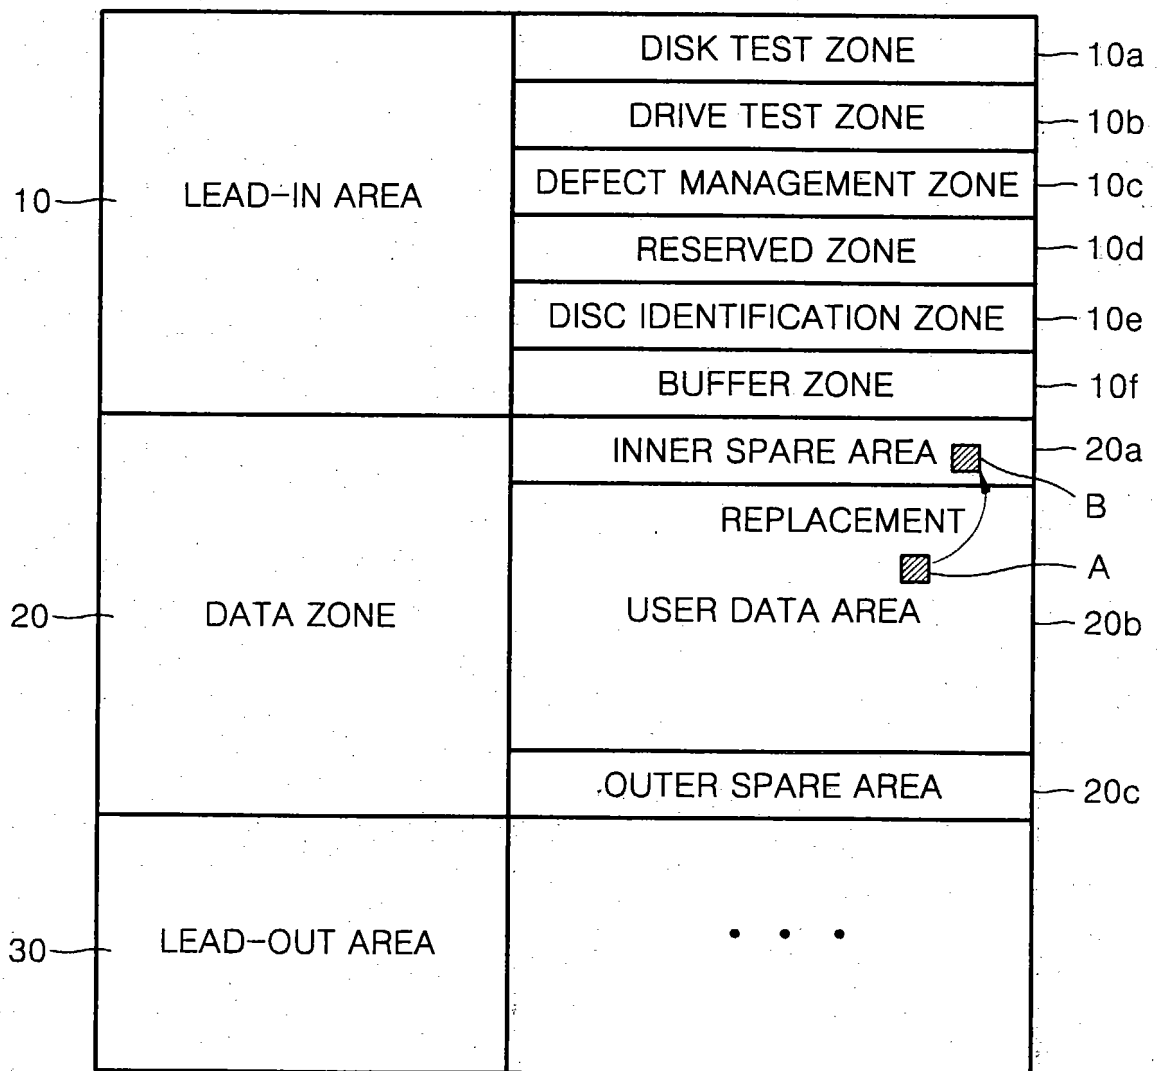 DISK TEST ZONE 10a
DRIVE TEST ZONE 10b
10 LEAD-IN AREA DEFECT MANAGEMENT ZONE 10c
RESERVED ZONE 10d
DISC IDENTIFICATION ZONE 10e
BUFFER ZONE 10f
INNER SPARE AREA 20a
B
REPLACEMENT
A
20 DATA ZONE USER DATA AREA 20b
OUTER SPARE AREA 20c
30 LEAD-OUT AREA • • •